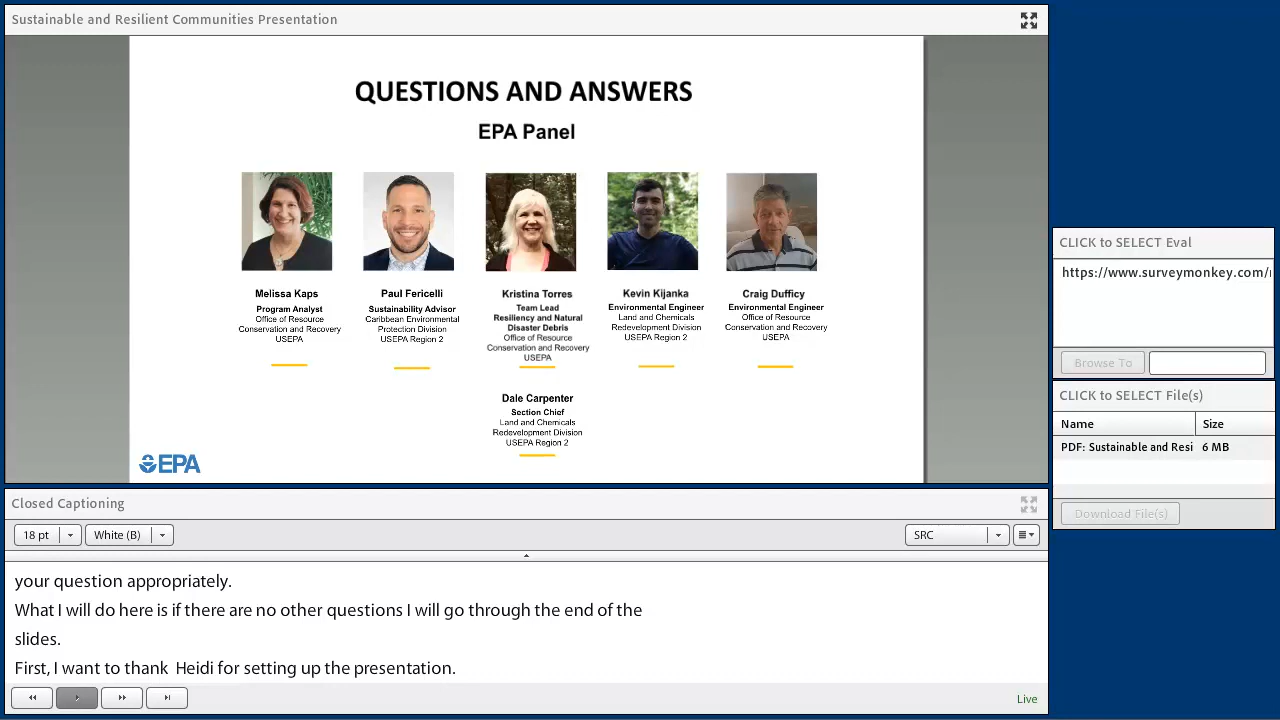 Sustainable and Resilient Communities Presentation
QUESTIONS AND ANSWERS
EPA Panel
Melissa Kaps
Program Analyst
Office of Resource
Conservation and Recovery
USEPA
Paul Fericelli
Sustainability Advisor
Caribbean Environmental
Protection Division
USEPA Region 2
Kristina Torres
Team Lead
Resiliency and Natural
Disaster Debris
Office of Resource
Conservation and Recovery
USEPA
Kevin Kijanka
Environmental Engineer
Land and Chemicals
Redevelopment Division
USEPA Region 2
Craig Dufficy
Environmental Engineer
Office of Resource
Conservation and Recovery
USEPA
Dale Carpenter
Section Chief
Land and Chemicals
Redevelopment Division
USEPA Region 2
EPA
CLICK to SELECT Eval
https://www.surveymonkey.com/
Browse To
CLICK to SELECT File(s)
Name Size
PDF: Sustainable and Resi 6 MB
Download File(s)
Closed Captioning
18 pt White (B) SRC
your question appropriately.
What I will do here is if there are no other questions I will go through the end of the
slides.
First, I want to thank Heidi for setting up the presentation.
Live